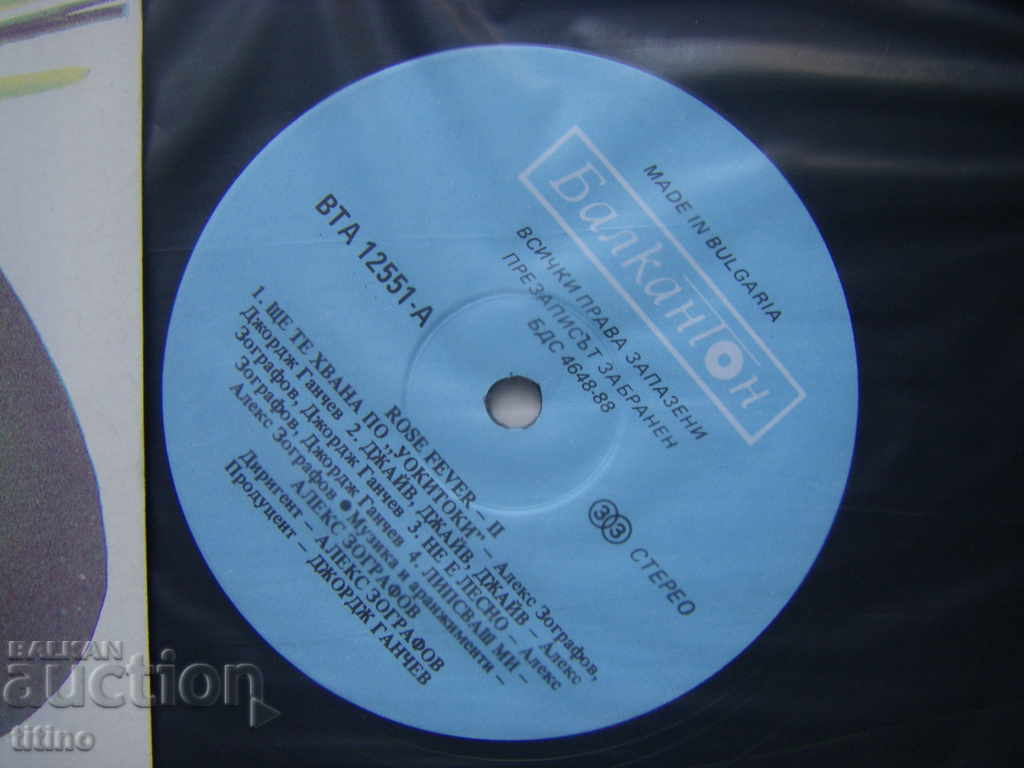 MADE IN BULGARIA
Балкантон
ВСИЧКИ ПРАВА ЗАПАЗЕНИ
ПРЕЗАПИСЪТ ЗАБРАНЕН
БДС 4648-88
ВТА 12551-А
33 СТЕРЕО
ROSE FEVER – II
1. ЩЕ ТЕ ХВАНА ПО „УОКИТОКИ" – Алекс Зографов,
Джордж Ганчев 2. ДЖАЙВ, ДЖАЙВ, ДЖАЙВ – Алекс
Зографов, Джордж Ганчев 3. НЕ Е ЛЕСНО – Алекс
Зографов, Джордж Ганчев 4. ЛИПСВАШ МИ –
Алекс Зографов ● Музика и аранжименти –
АЛЕКС ЗОГРАФОВ
Диригент – АЛЕКС ЗОГРАФОВ
Продуцент – ДЖОРДЖ ГАНЧЕВ
BALKAN
auction
titino